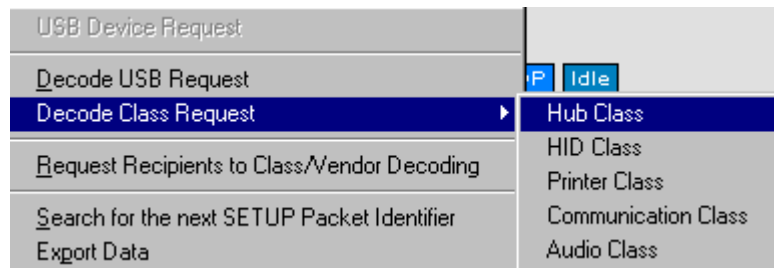 USB Device Request
Decode USB Request
Decode Class Request
Request Recipients to Class/Vendor Decoding
Search for the next SETUP Packet Identifier
Export Data
Idle
Hub Class
HID Class
Printer Class
Communication Class
Audio Class